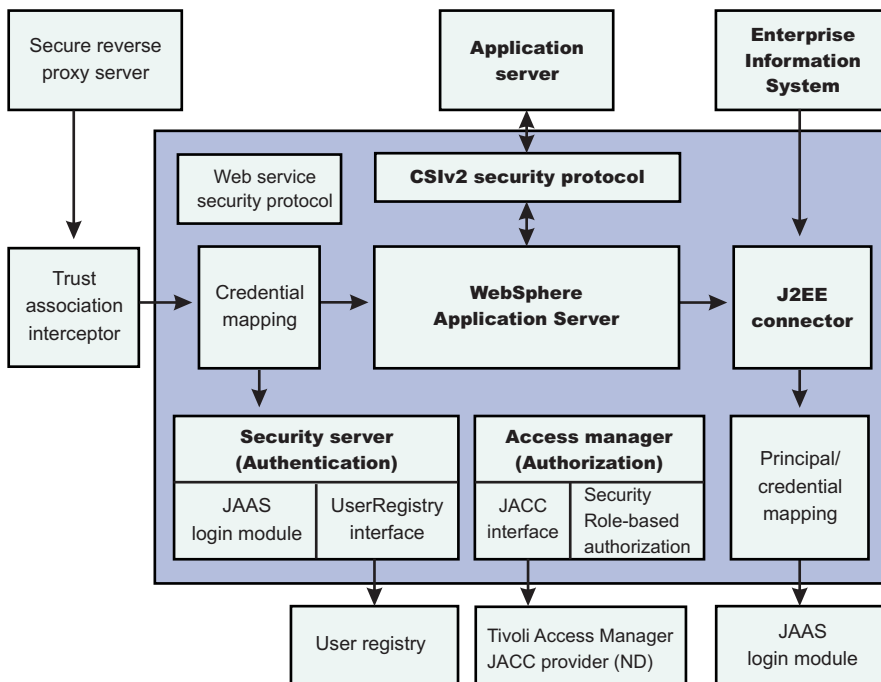 Secure reverse
proxy server
Application
server
Enterprise
Information
System
Web service
security protocol
CSIv2 security protocol
Trust
association
interceptor
Credential
mapping
WebSphere
Application Server
J2EE
connector
Security server
(Authentication)
JAAS
login module
UserRegistry
interface
Access manager
(Authorization)
JACC
interface
Security
Role-based
authorization
Principal/
credential
mapping
User registry
Tivoli Access Manager
JACC provider (ND)
JAAS
login module